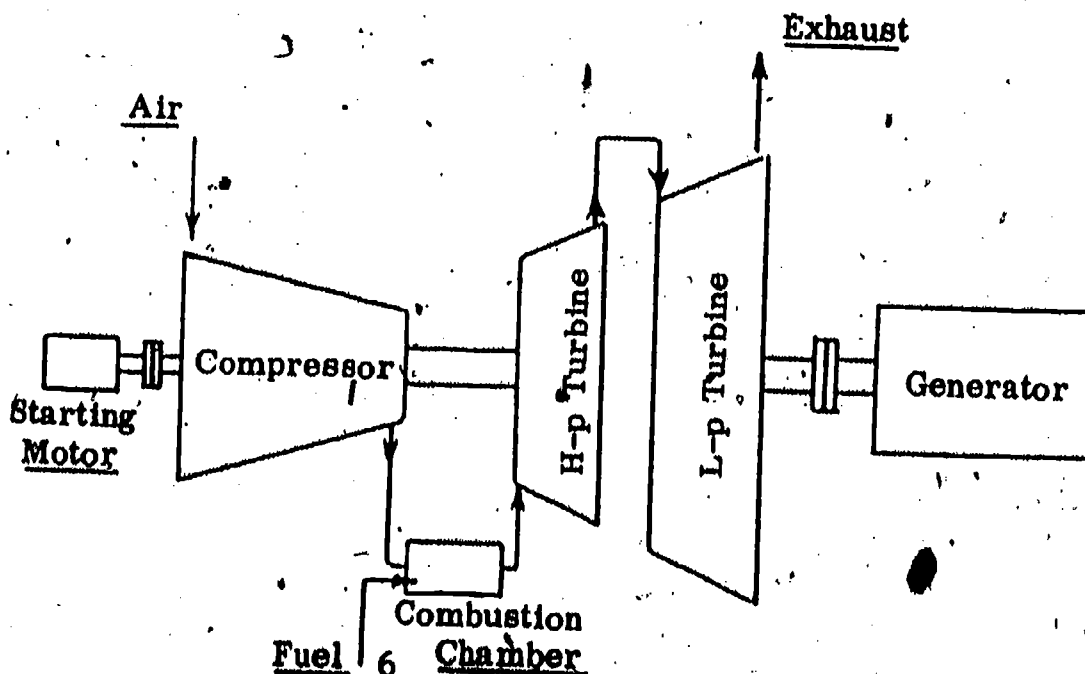 Exhaust
Air
Compressor
H-p Turbine
L-p Turbine
Generator
Starting
Motor
Combustion
Chamber
Fuel 6